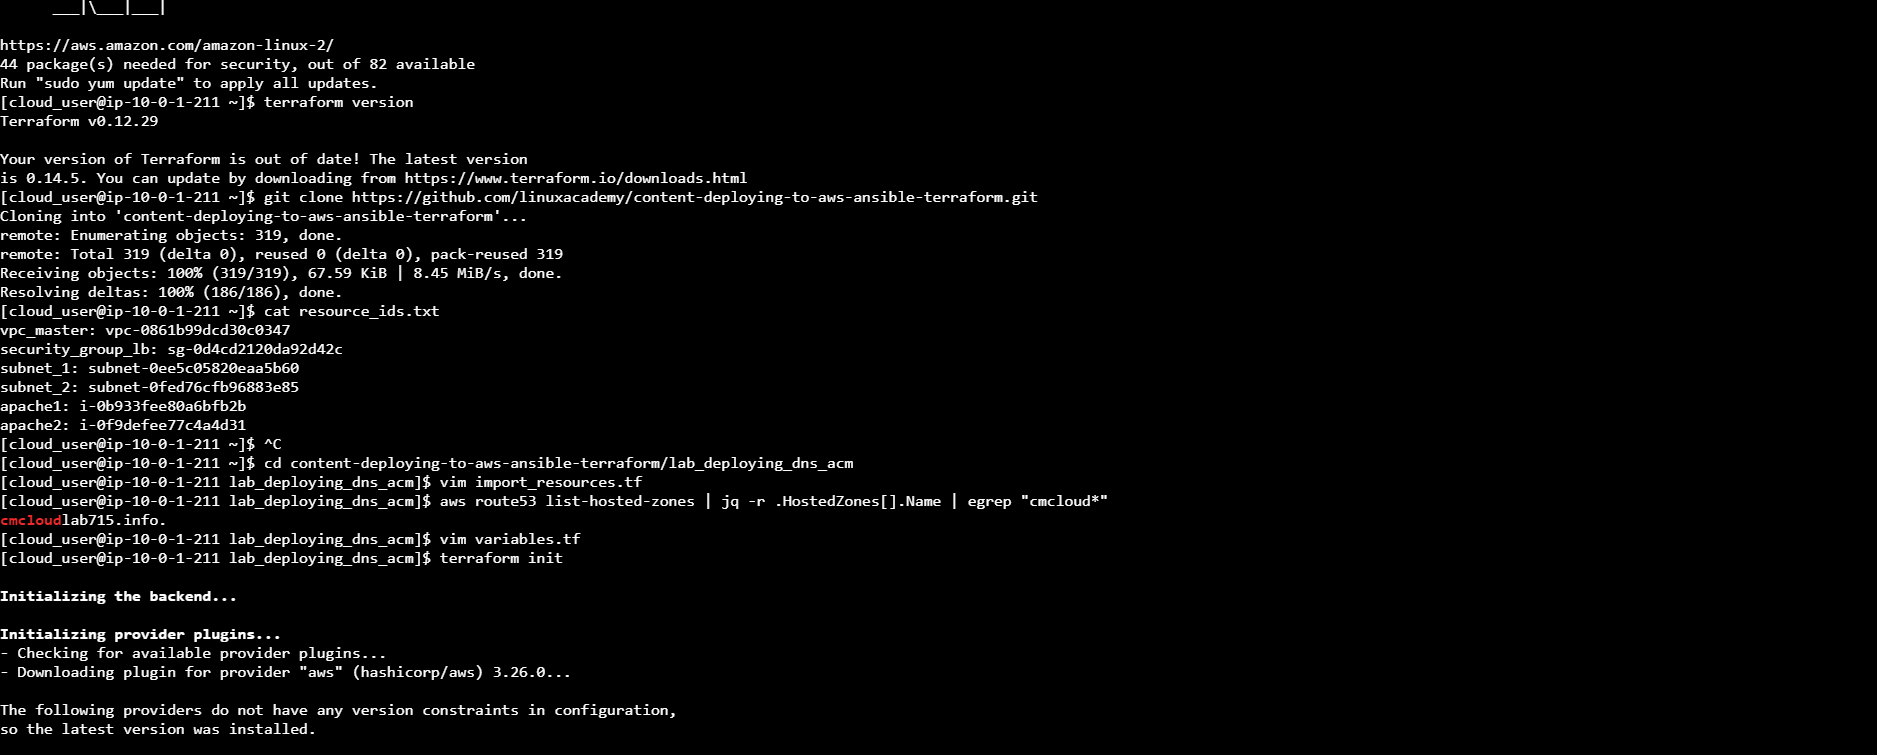 ___|\___|___|
https://aws.amazon.com/amazon-linux-2/
44 package(s) needed for security, out of 82 available
Run "sudo yum update" to apply all updates.
[cloud_user@ip-10-0-1-211 ~]$ terraform version
Terraform v0.12.29
Your version of Terraform is out of date! The latest version
is 0.14.5. You can update by downloading from https://www.terraform.io/downloads.html
[cloud_user@ip-10-0-1-211 ~]$ git clone https://github.com/linuxacademy/content-deploying-to-aws-ansible-terraform.git
Cloning into 'content-deploying-to-aws-ansible-terraform'...
remote: Enumerating objects: 319, done.
remote: Total 319 (delta 0), reused 0 (delta 0), pack-reused 319
Receiving objects: 100% (319/319), 67.59 KiB | 8.45 MiB/s, done.
Resolving deltas: 100% (186/186), done.
[cloud_user@ip-10-0-1-211 ~]$ cat resource_ids.txt
vpc_master: vpc-0861b99dcd30c0347
security_group_lb: sg-0d4cd2120da92d42c
subnet_1: subnet-0ee5c05820eaa5b60
subnet_2: subnet-0fed76cfb96883e85
apache1: i-0b933fee80a6bfb2b
apache2: i-0f9defee77c4a4d31
[cloud_user@ip-10-0-1-211 ~]$ ^C
[cloud_user@ip-10-0-1-211 ~]$ cd content-deploying-to-aws-ansible-terraform/lab_deploying_dns_acm
[cloud_user@ip-10-0-1-211 lab_deploying_dns_acm]$ vim import_resources.tf
[cloud_user@ip-10-0-1-211 lab_deploying_dns_acm]$ aws route53 list-hosted-zones | jq -r .HostedZones[].Name | egrep "cmcloud*"
cmcloudlab715.info.
[cloud_user@ip-10-0-1-211 lab_deploying_dns_acm]$ vim variables.tf
[cloud_user@ip-10-0-1-211 lab_deploying_dns_acm]$ terraform init
Initializing the backend...
Initializing provider plugins...
- Checking for available provider plugins...
- Downloading plugin for provider "aws" (hashicorp/aws) 3.26.0...
The following providers do not have any version constraints in configuration,
so the latest version was installed.